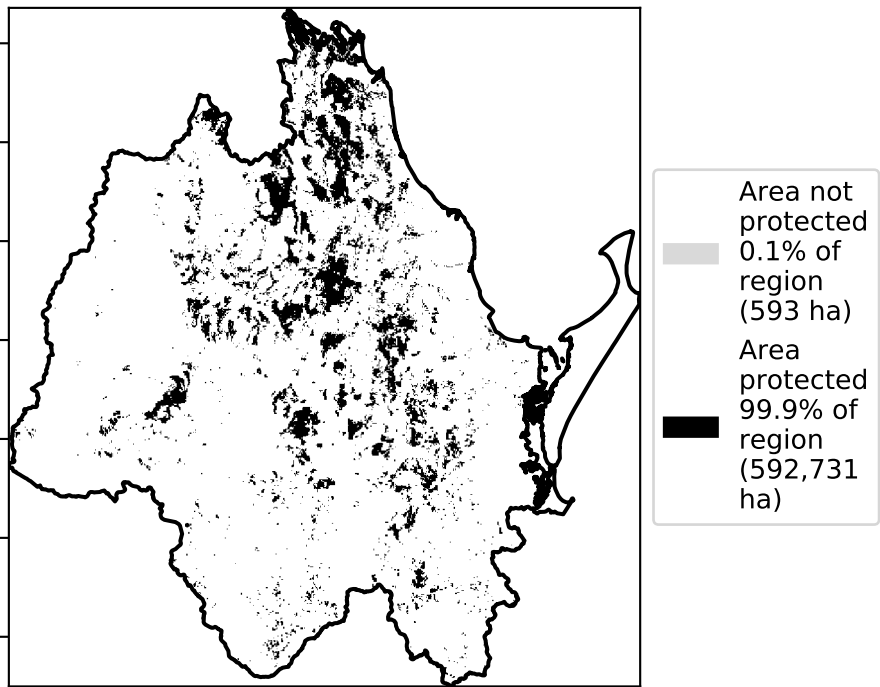 Area not
protected
0.1% of
region
(593 ha)
Area
protected
99.9% of
region
(592,731
ha)